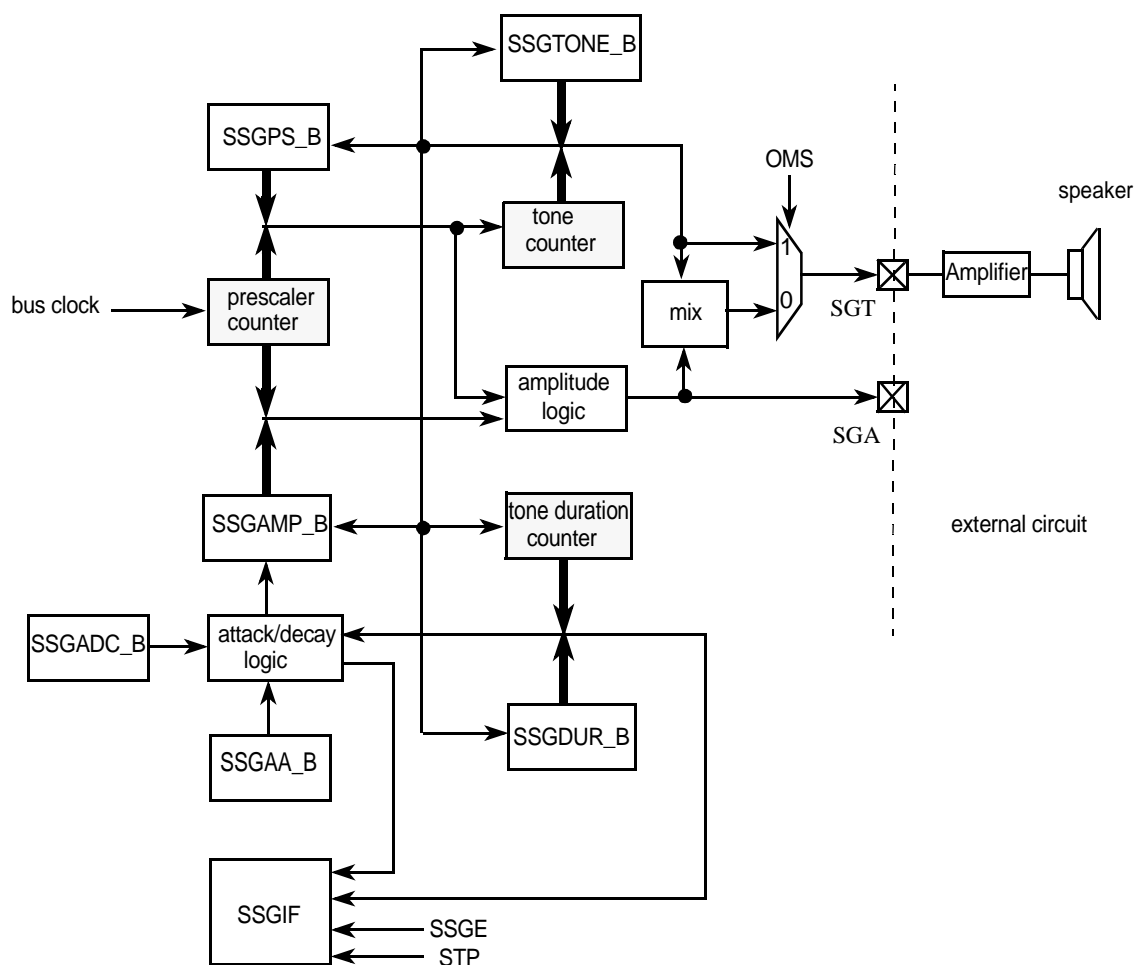 SSGTONE_B
SSGPS_B
OMS
speaker
tone
counter
1
bus clock
prescaler
counter
mix
0
SGT
Amplifier
amplitude
logic
SGA
SSGAMP_B
tone duration
counter
external circuit
SSGADC_B
attack/decay
logic
SSGDUR_B
SSGAA_B
SSGIF
SSGE
STP